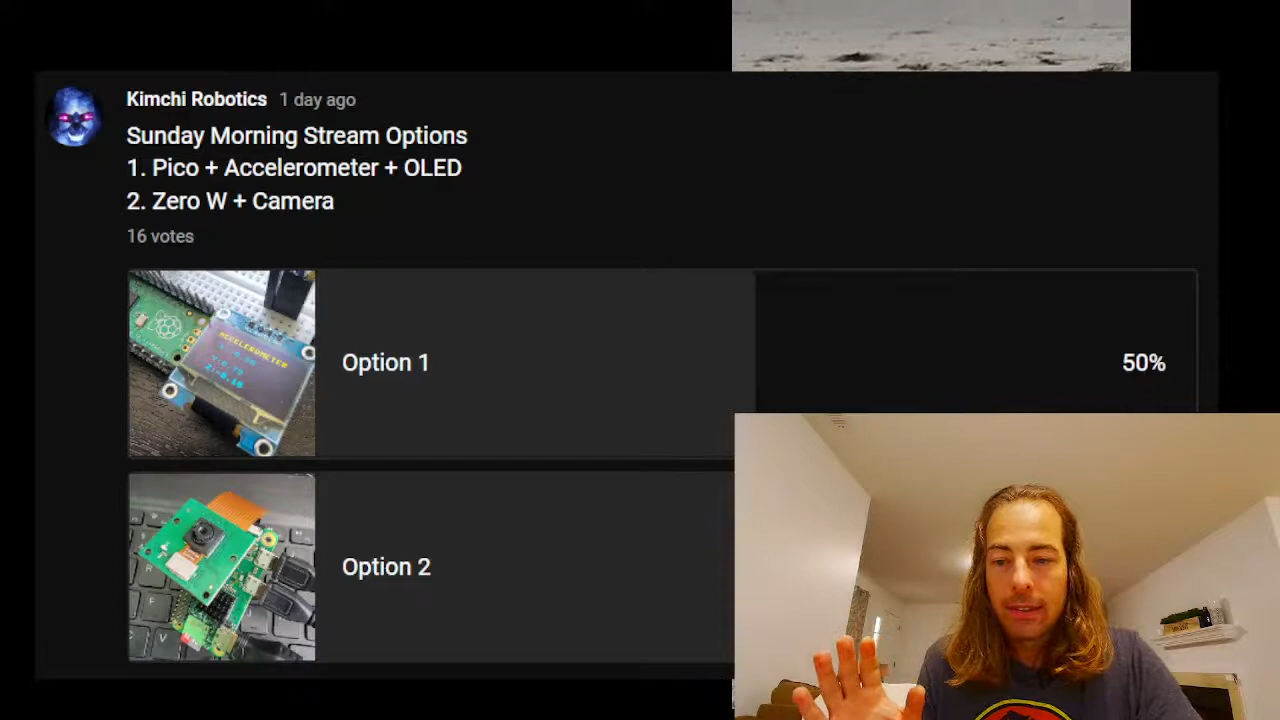 Kimchi Robotics 1 day ago
Sunday Morning Stream Options
1. Pico + Accelerometer + OLED
2. Zero W + Camera
16 votes
ACCELEROMETER
Option 1
50%
Option 2